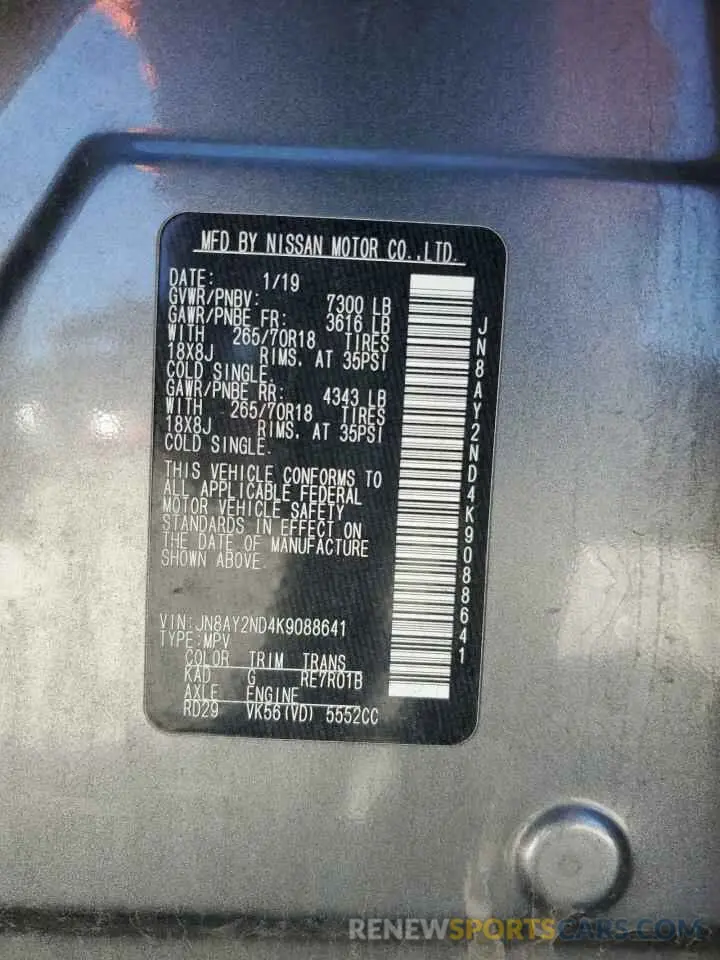 MFD BY NISSAN MOTOR CO.,LTD.
DATE: 1/19
GVWR/PNBV: 7300 LB
GAWR/PNBE FR: 3616 LB
WITH 265/70R18 TIRES
18X8J RIMS. AT 35PSI
COLD SINGLE.
GAWR/PNBE RR: 4343 LB
WITH 265/70R18 TIRES
18X8J RIMS. AT 35PSI
COLD SINGLE.
THIS VEHICLE CONFORMS TO
ALL APPLICABLE FEDERAL
MOTOR VEHICLE SAFETY
STANDARDS IN EFFECT ON
THE DATE OF MANUFACTURE
SHOWN ABOVE.
VIN:JN8AY2ND4K9088641
TYPE:MPV
COLOR TRIM TRANS
KAD G RE7R01B
AXLE ENGINE
RD29 VK56(VD) 5552CC
JN8AY2ND4K9088641
RENEWSPORTSCARS.COM